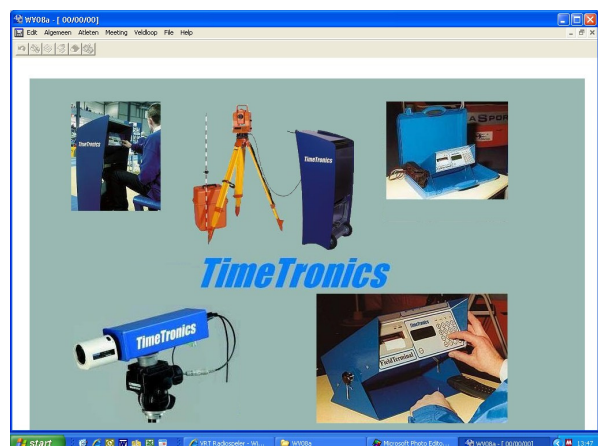 WY08a - [ 00/00/00]
Edit Algemeen Atleten Meeting Veldloop File Help
TimeTronics
TimeTronics
A SPOR
TimeTronics
TimeTronics
TimeTronics
FieldTerminal
start
VRT Radiospeler - Wi...
WY08a
Microsoft Photo Edito...
WY08a - [ 00/00/00]
13:47